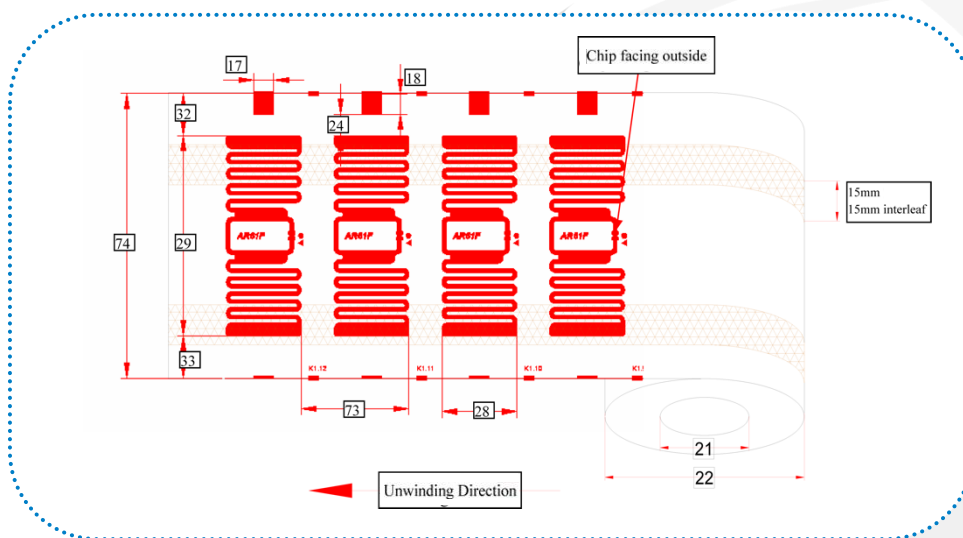 Chip facing outside
17
18
32
24
15mm
15mm interleaf
AR61F
AR61F
AR61F
AR61F
74
29
33
K1.12
K1.11
K1.10
73
28
21
22
Unwinding Direction